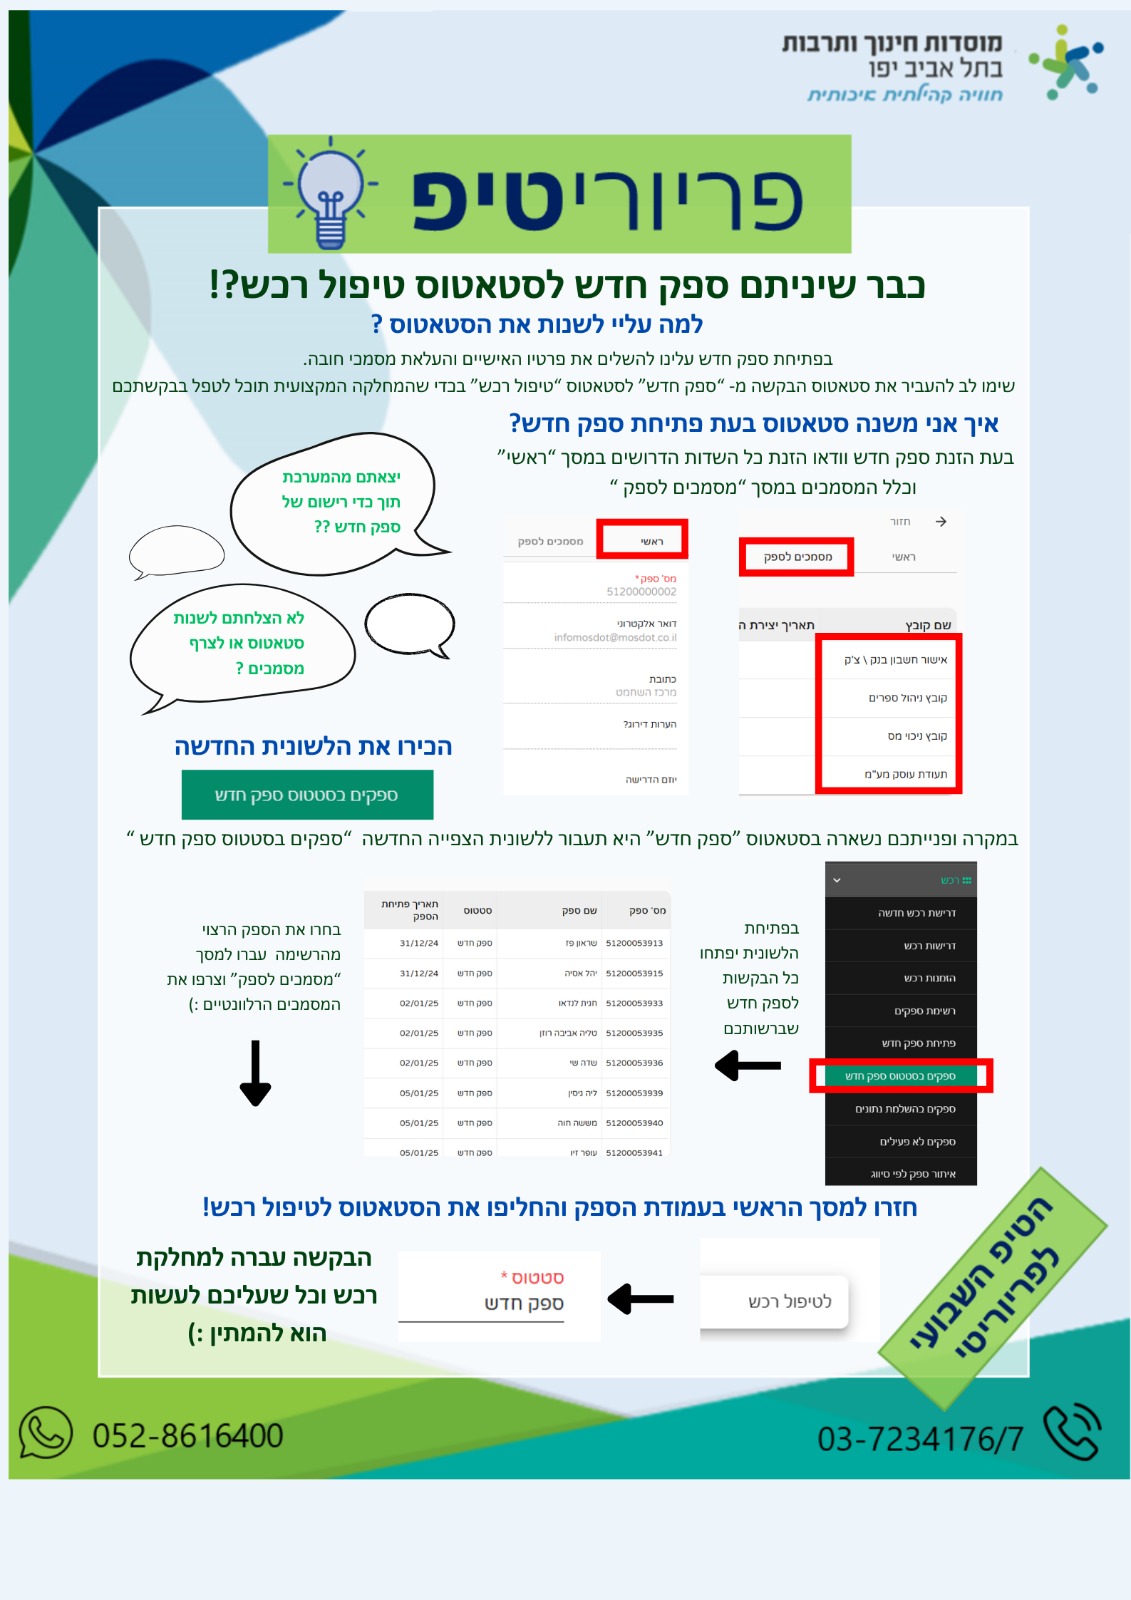 מוסדות חינוך ותרבות
בתל אביב יפו
חוויה קהילתית איכותית
פריוריטיפ
כבר שיניתם ספק חדש לסטאטוס טיפול רכש?!
למה עליי לשנות את הסטאטוס ?
בפתיחת ספק חדש עלינו להשלים את פרטיו האישיים והעלאת מסמכי חובה.
שימו לב להעביר את סטאטוס הבקשה מ- “ספק חדש” לסטאטוס “טיפול רכש” בכדי שהמחלקה המקצועית תוכל לטפל בבקשתכם
איך אני משנה סטאטוס בעת פתיחת ספק חדש?
בעת הזנת ספק חדש וודאו הזנת כל השדות הדרושים במסך “ראשי”
וכלל המסמכים במסך “מסמכים לספק “
חזור
ראשי
מסמכים לספק
שם קובץ
תאריך יצירת ה
אישור חשבון בנק \ צ'ק
קובץ ניהול ספרים
קובץ ניכוי מס
תעודת עוסק מע"מ
ראשי
מסמכים לספק
מס' ספק*
51200000002
דואר אלקטרוני
infomosdot@mosdot.co.il
כתובת
מרכז השחמט
הערות דירוג?
יוזם הדרישה
יצאתם מהמערכת
תוך כדי רישום של
ספק חדש ??
לא הצלחתם לשנות
סטאטוס או לצרף
מסמכים ?
הכירו את הלשונית החדשה
ספקים בסטטוס ספק חדש
במקרה ופנייתכם נשארה בסטאטוס ”ספק חדש” היא תעבור ללשונית הצפייה החדשה “ספקים בסטטוס ספק חדש “
רכש
דרישת רכש חדשה
דרישות רכש
הזמנות רכש
רשימת ספקים
פתיחת ספק חדש
ספקים בסטטוס ספק חדש
ספקים בהשלמת נתונים
ספקים לא פעילים
איתור ספק לפי סיווג
בפתיחת
הלשונית יפתחו
כל הבקשות
לספק חדש
שברשותכם
מס' ספק שם ספק סטטוס תאריך פתיחת הספק
51200053913 שראון פז ספק חדש 31/12/24
51200053915 יהל אסיה ספק חדש 31/12/24
51200053933 חגית לנדאו ספק חדש 02/01/25
51200053935 טליה אביבה רוזן ספק חדש 02/01/25
51200053936 שדה שי ספק חדש 02/01/25
51200053939 ליה ניסין ספק חדש 05/01/25
51200053940 מששה חוה ספק חדש 05/01/25
51200053941 עופר זיו ספק חדש 05/01/25
בחרו את הספק הרצוי
מהרשימה עברו למסך
“מסמכים לספק” וצרפו את
המסמכים הרלוונטיים :)
חזרו למסך הראשי בעמודת הספק והחליפו את הסטאטוס לטיפול רכש!
לטיפול רכש
סטטוס *
ספק חדש
הבקשה עברה למחלקת
רכש וכל שעליכם לעשות
הוא להמתין :)
הטיפ השבועי
לפריוריטי
03-7234176/7
052-8616400